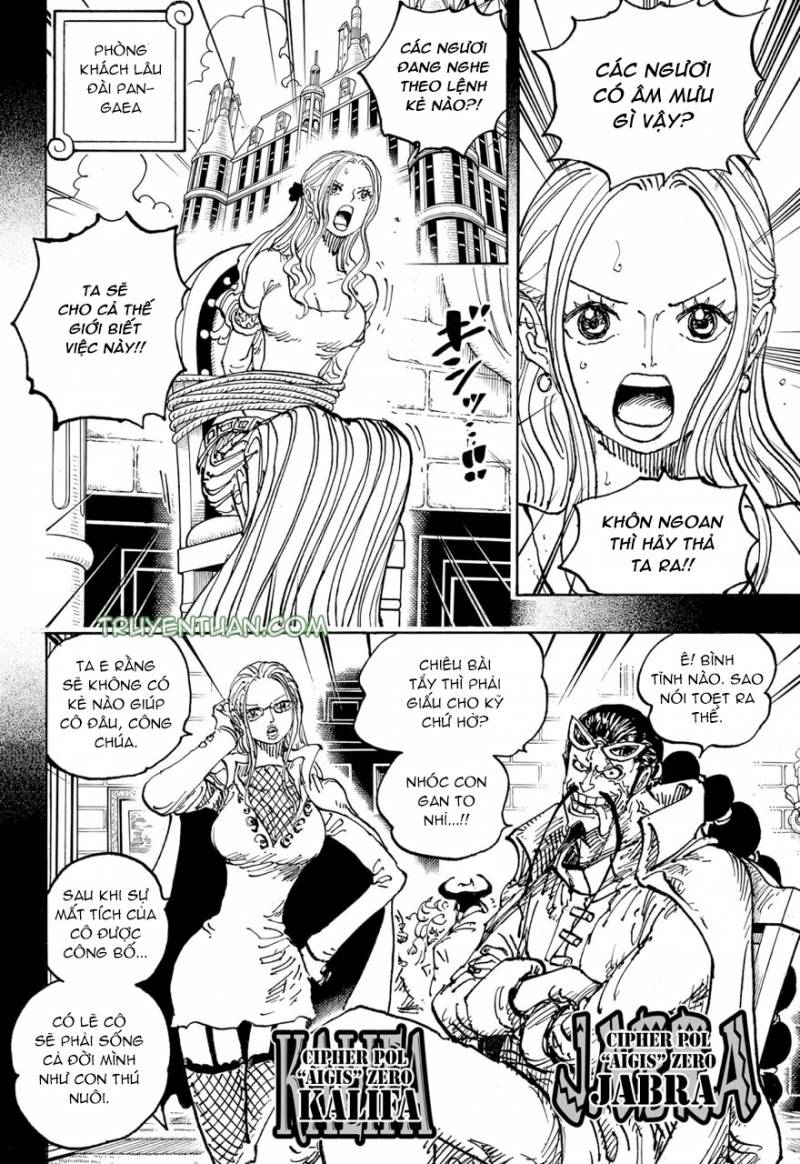 CÁC NGƯƠI
CÓ ÂM MƯU
GÌ VẬY?
KHÔN NGOAN
THÌ HÃY THẢ
TA RA!!
CÁC NGƯƠI
ĐANG NGHE
THEO LỆNH
KẺ NÀO?!
PHÒNG
KHÁCH LÂU
ĐÀI PAN-
GAEA
TA SẼ
CHO CẢ THẾ
GIỚI BIẾT
VIỆC NÀY!!
ギシッ…!!
TRUYENTUAN.COM
Ê! BÌNH
TĨNH NÀO. SAO
NÓI TOẸT RA
THẾ.
CHIÊU BÀI
TẨY THÌ PHẢI
GIẤU CHO KỸ
CHỨ HỜ?
NHÓC CON
GAN TO
NHỈ...!!
CIPHER POL
"AIGIS" ZERO
JABRA
TA E RẰNG
SẼ KHÔNG CÓ
KẺ NÀO GIÚP
CÔ ĐÂU, CÔNG
CHÚA.
SAU KHI SỰ
MẤT TÍCH CỦA
CÔ ĐƯỢC
CÔNG BỐ...
CÓ LẼ CÔ
SẼ PHẢI SỐNG
CẢ ĐỜI MÌNH
NHƯ CON THÚ
NUÔI.
CIPHER POL
"AIGIS" ZERO
KALIFA